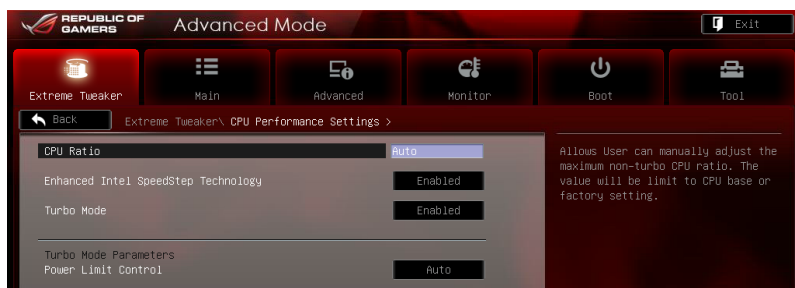 REPUBLIC OF
GAMERS
Advanced Mode
Exit
Extreme Tweaker
Main
Advanced
Monitor
Boot
Tool
Back
Extreme Tweaker\ CPU Performance Settings >
CPU Ratio Auto
Enhanced Intel SpeedStep Technology Enabled
Turbo Mode Enabled
Turbo Mode Parameters
Power Limit Control Auto
Allows User can manually adjust the
maximum non-turbo CPU ratio. The
value will be limit to CPU base or
factory setting.